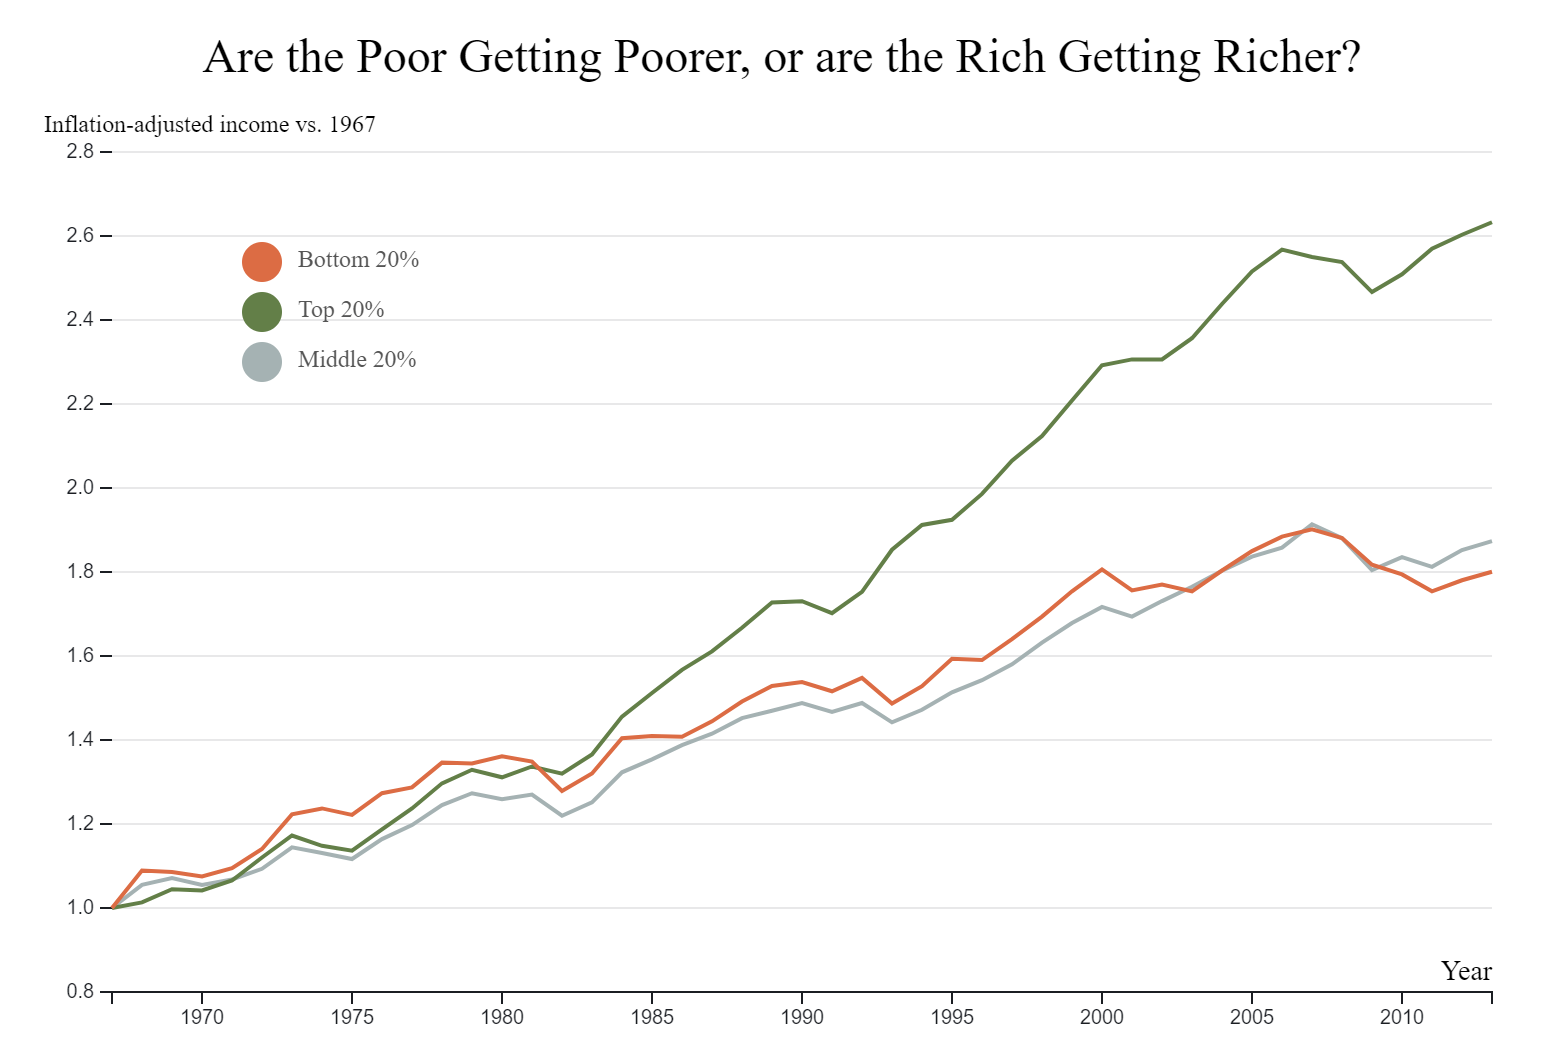 Are the Poor Getting Poorer, or are the Rich Getting Richer?
Inflation-adjusted income vs. 1967
2.8
2.6
Bottom 20%
Top 20%
2.4
Middle 20%
2.2
2.0
1.8
1.6
1.4
1.2
1.0
Year
0.8
1970 1975 1980 1985 1990 1995 2000 2005 2010